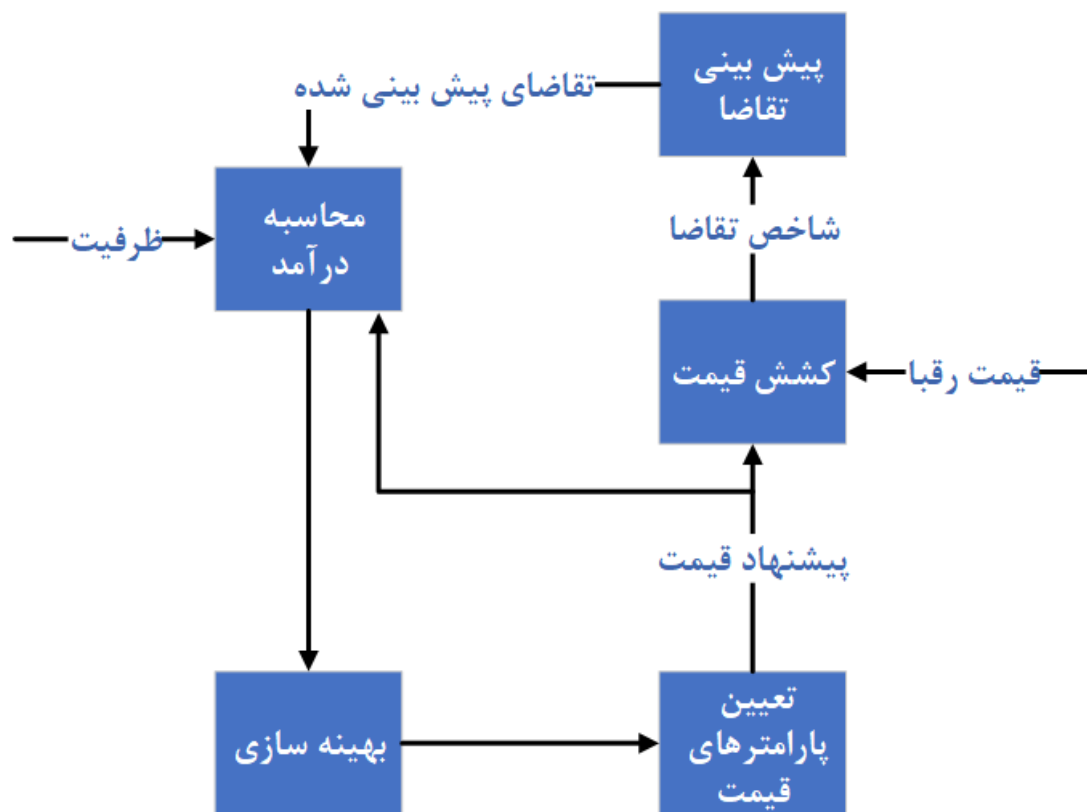 پیش بینی
تقاضا
تقاضای پیش بینی شده
محاسبه
درآمد
ظرفیت
شاخص تقاضا
کشش قیمت
قیمت رقبا
پیشنهاد قیمت
تعیین
پارامترهای
قیمت
بهینه سازی